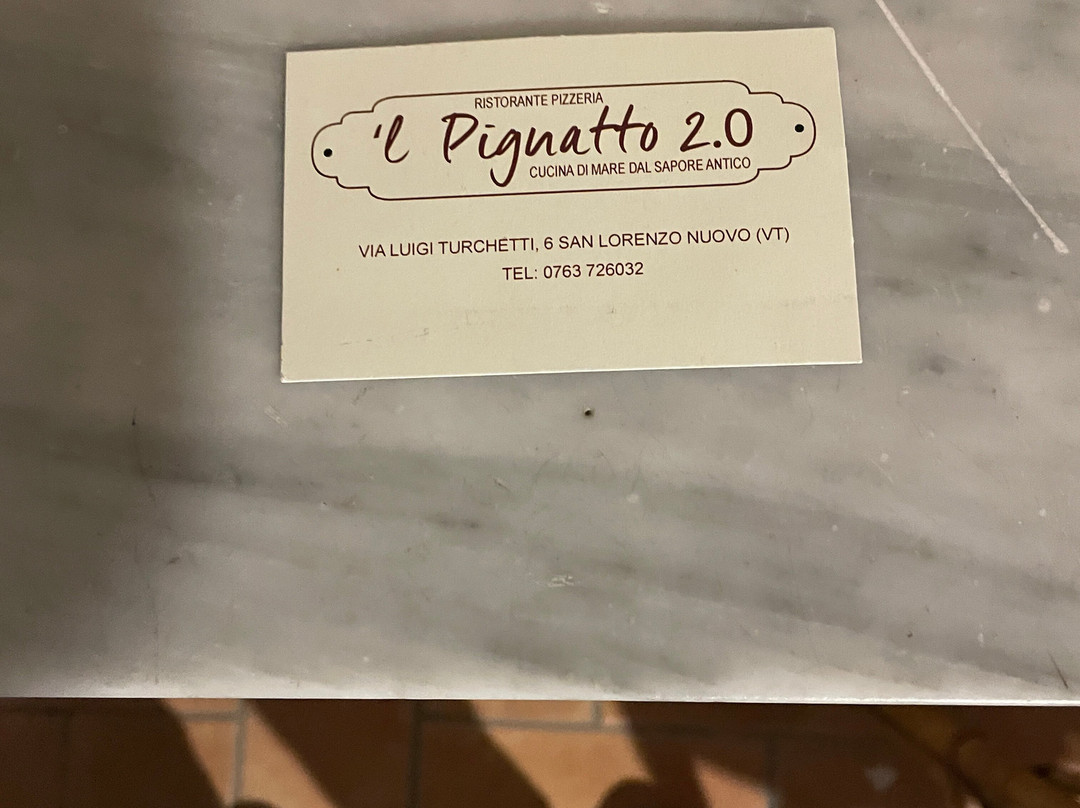 RISTORANTE PIZZERIA
'l Pignatto 2.0
CUCINA DI MARE DAL SAPORE ANTICO
VIA LUIGI TURCHETTI, 6 SAN LORENZO NUOVO (VT)
TEL: 0763 726032